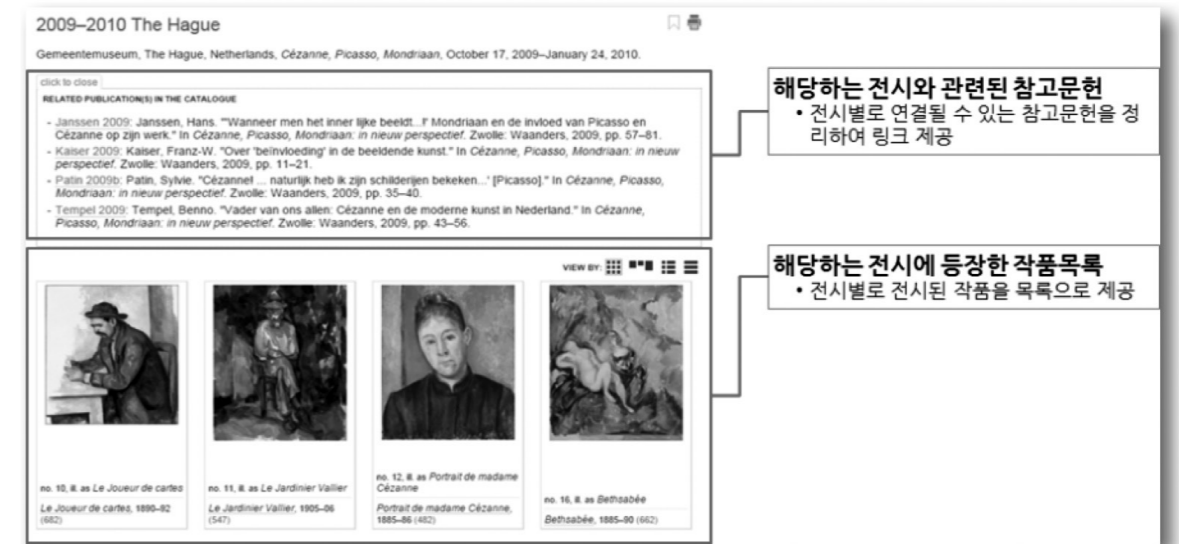 2009–2010 The Hague
Gemeentemuseum, The Hague, Netherlands, Cézanne, Picasso, Mondriaan, October 17, 2009–January 24, 2010.
click to close
RELATED PUBLICATION(S) IN THE CATALOGUE
- Janssen 2009: Janssen, Hans. "'Wanneer men het inner lijke beeldt...!' Mondriaan en de invloed van Picasso en
Cézanne op zijn werk." In Cézanne, Picasso, Mondriaan: in nieuw perspectief. Zwolle: Waanders, 2009, pp. 57–81.
- Kaiser 2009: Kaiser, Franz-W. "Over 'beïnvloeding' in de beeldende kunst." In Cézanne, Picasso, Mondriaan: in nieuw
perspectief. Zwolle: Waanders, 2009, pp. 11–21.
- Patin 2009b: Patin, Sylvie. "Cézanne! ... naturlijk heb ik zijn schilderijen bekeken...' [Picasso]." In Cézanne, Picasso,
Mondriaan: in nieuw perspectief. Zwolle: Waanders, 2009, pp. 35–40.
- Tempel 2009: Tempel, Benno. "Vader van ons allen: Cézanne en de moderne kunst in Nederland." In Cézanne,
Picasso, Mondriaan: in nieuw perspectief. Zwolle: Waanders, 2009, pp. 43–56.
해당하는 전시와 관련된 참고문헌
• 전시별로 연결될 수 있는 참고문헌을 정
리하여 링크 제공
VIEW BY:
해당하는 전시에 등장한 작품목록
• 전시별로 전시된 작품을 목록으로 제공
no. 10, ill. as Le Joueur de cartes
Le Joueur de cartes, 1890–92
(682)
no. 11, ill. as Le Jardinier Vallier
Le Jardinier Vallier, 1905–06
(547)
no. 12, ill. as Portrait de madame
Cézanne
Portrait de madame Cézanne,
1885–86 (482)
no. 16, ill. as Bethsabée
Bethsabée, 1885–90 (662)